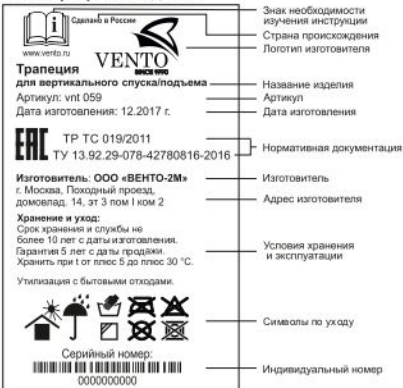 Знак необходимости
изучения инструкции
i
Сделано в России
Страна происхождения
Логотип изготовителя
www.vento.ru
VENTO
SINCE 1990
Трапеция
для вертикального спуска/подъема
Название изделия
Артикул: vnt 059
Артикул
Дата изготовления: 12.2017 г.
Дата изготовления
EAC
ТР ТС 019/2011
ТУ 13.92.29-078-42780816-2016
Нормативная документация
Изготовитель: ООО «ВЕНТО-2М»
Изготовитель
г. Москва, Походный проезд,
домовлад. 14, эт 3 пом I ком 2
Адрес изготовителя
Хранение и уход:
Срок хранения и службы не
более 10 лет с даты изготовления.
Гарантия 5 лет с даты продажи.
Хранить при t от плюс 5 до плюс 30 °С.
Условия хранения
и эксплуатации
Утилизация с бытовыми отходами.
Символы по уходу
Серийный номер:
0000000000
Индивидуальный номер